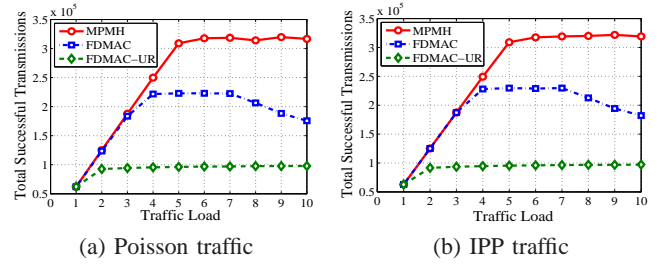 3.5 x 10^5
MPMH
FDMAC
FDMAC-UR
3
2.5
2
1.5
1
0.5
0 1 2 3 4 5 6 7 8 9 10
Total Successful Transmissions
Traffic Load
(a) Poisson traffic
3.5 x 10^5
MPMH
FDMAC
FDMAC-UR
3
2.5
2
1.5
1
0.5
0 1 2 3 4 5 6 7 8 9 10
Total Successful Transmissions
Traffic Load
(b) IPP traffic